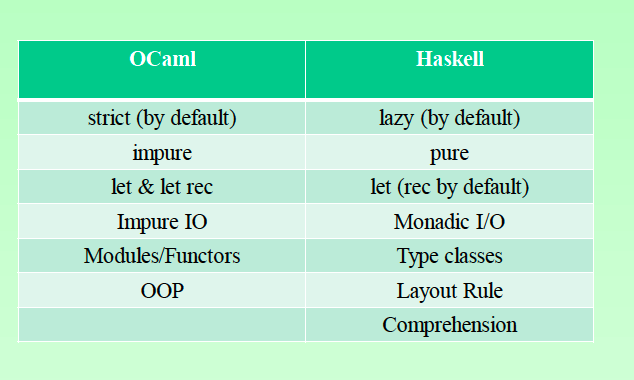 OCaml Haskell
strict (by default) lazy (by default)
impure pure
let & let rec let (rec by default)
Impure IO Monadic I/O
Modules/Functors Type classes
OOP Layout Rule
Comprehension